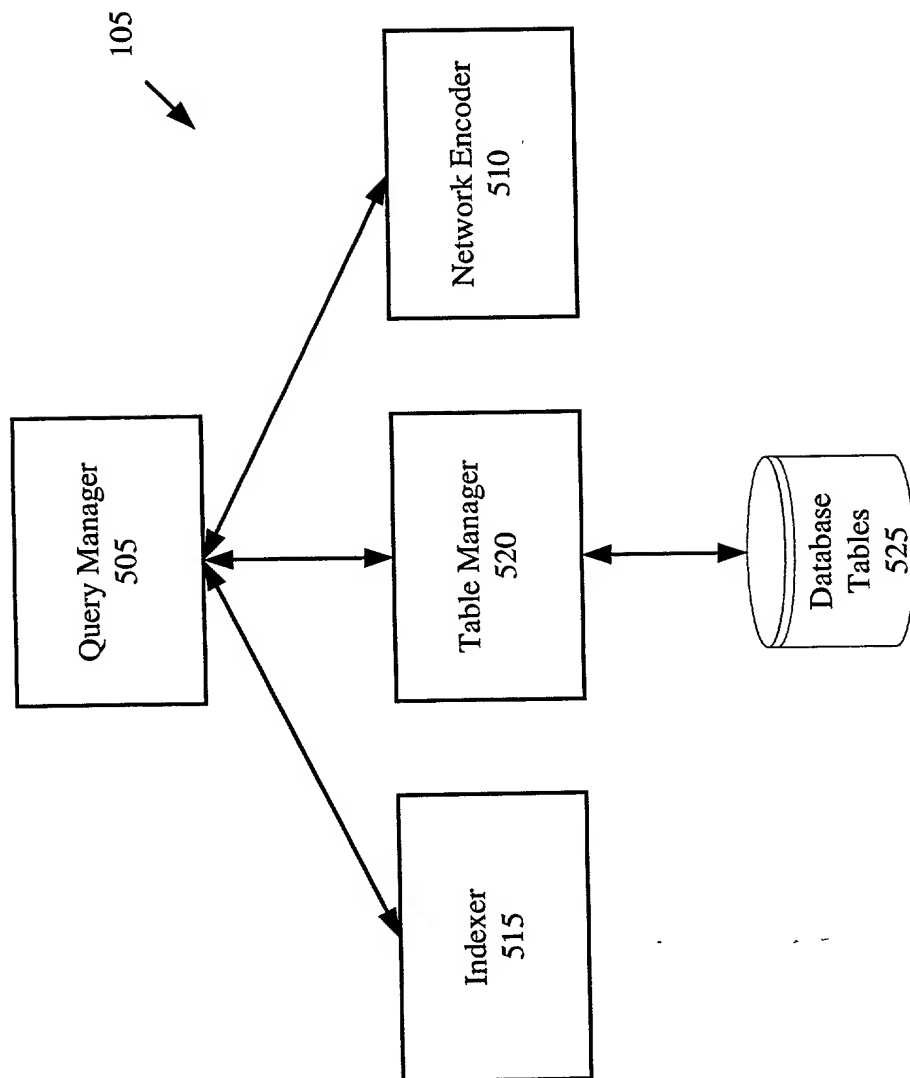 105
Query Manager
505
Network Encoder
510
Table Manager
520
Indexer
515
Database
Tables
525